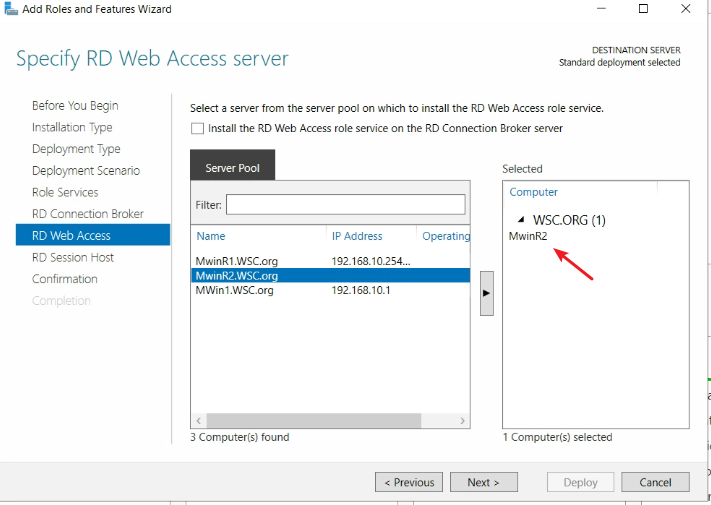 Add Roles and Features Wizard
Specify RD Web Access server
DESTINATION SERVER
Standard deployment selected
Before You Begin
Installation Type
Deployment Type
Deployment Scenario
Role Services
RD Connection Broker
RD Web Access
RD Session Host
Confirmation
Completion
Select a server from the server pool on which to install the RD Web Access role service.
Install the RD Web Access role service on the RD Connection Broker server
Server Pool
Filter:
Name IP Address Operating
MwinR1.WSC.org 192.168.10.254...
MwinR2.WSC.org
MWin1.WSC.org 192.168.10.1
3 Computer(s) found
Selected
Computer
WSC.ORG (1)
MwinR2
1 Computer(s) selected
< Previous Next > Deploy Cancel